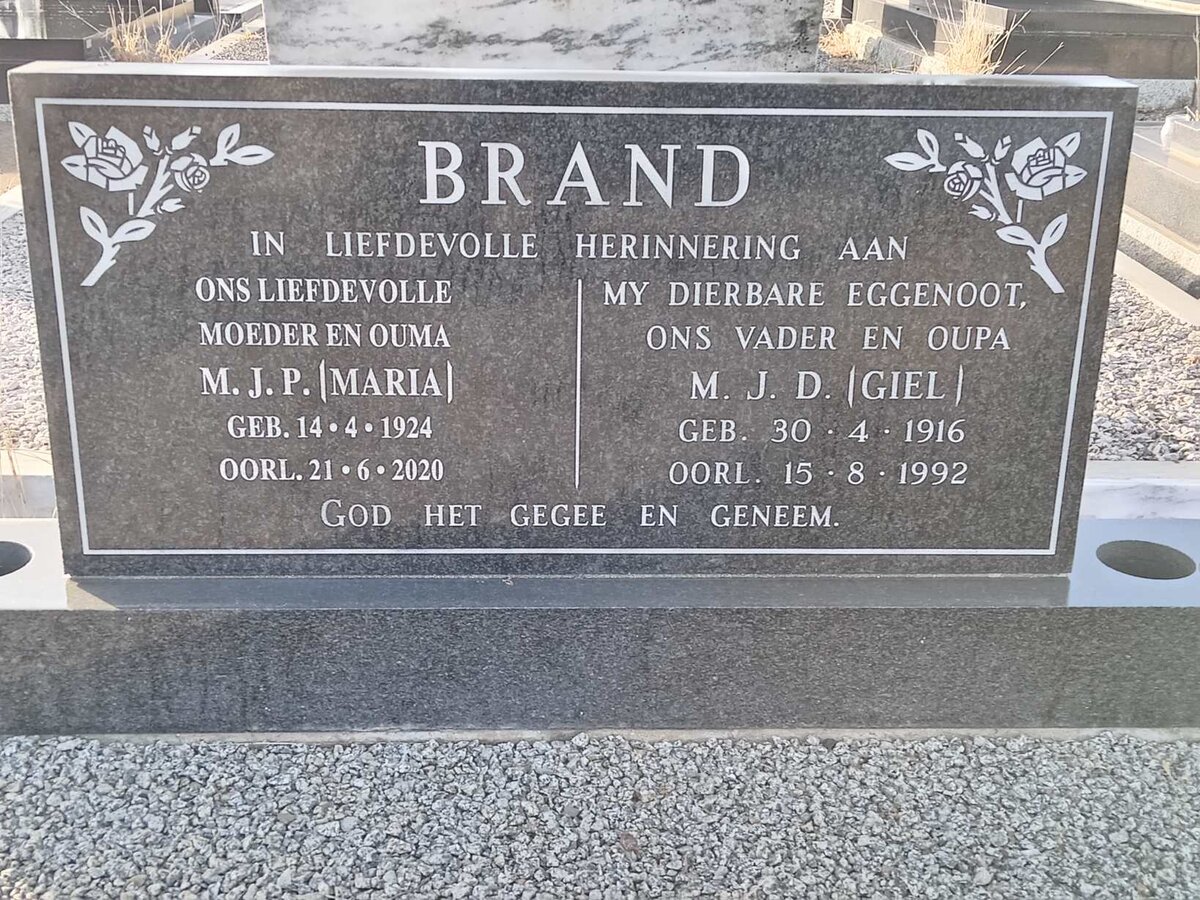 BRAND
IN LIEFDEVOLLE HERINNERING AAN
ONS LIEFDEVOLLE
MOEDER EN OUMA
M. J. P. (MARIA)
GEB. 14·4·1924
OORL. 21·6·2020
MY DIERBARE EGGENOOT,
ONS VADER EN OUPA
M. J. D. (GIEL)
GEB. 30·4·1916
OORL. 15·8·1992
GOD HET GEGEE EN GENEEM.